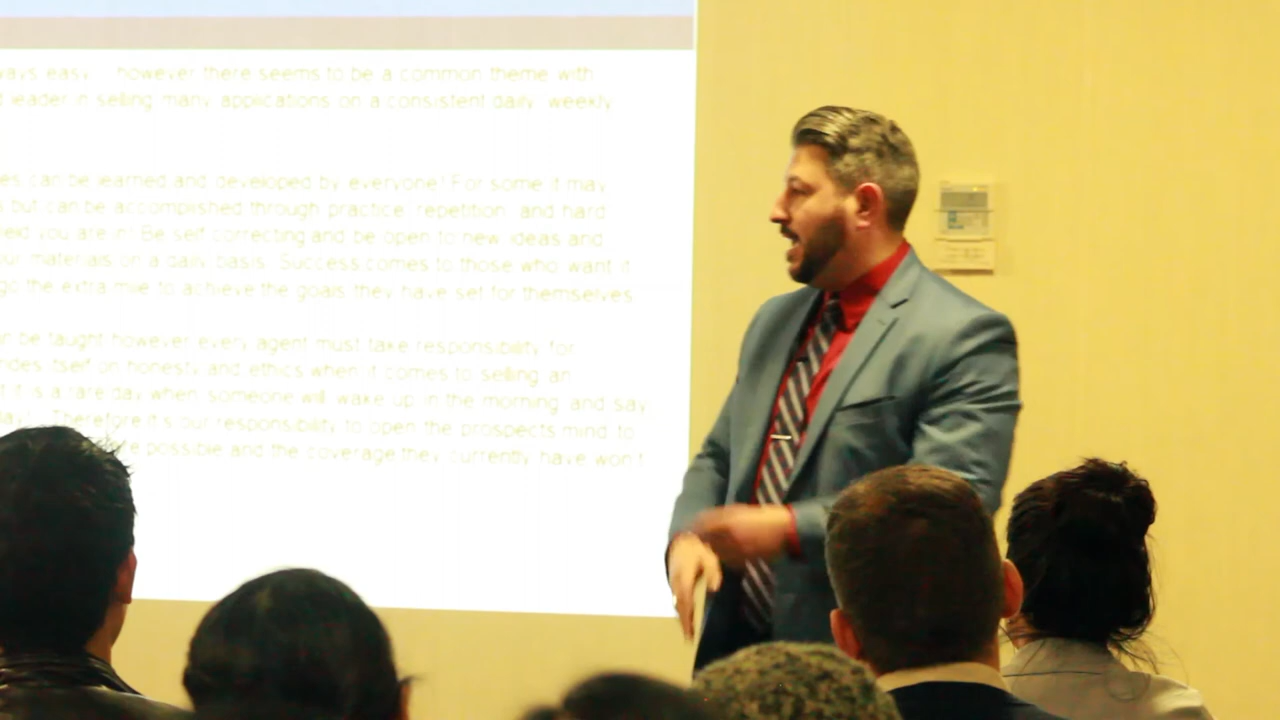 easy however there seems to be a common theme with
leader in selling many applications on a consistent daily weekly
can be learned and developed by everyone! For some it may
but can be accomplished through practice repetition and hard
you are in! Be self correcting and be open to new ideas and
materials on a daily basis. Success comes to those who want it
go the extra mile to achieve the goals they have set for themselves
be taught however every agent must take responsibility for
itself on honesty and ethics when it comes to selling an
it is a rare day when someone will wake up in the morning and say
Therefore it's our responsibility to open the prospects mind to
possible and the coverage they currently have won't